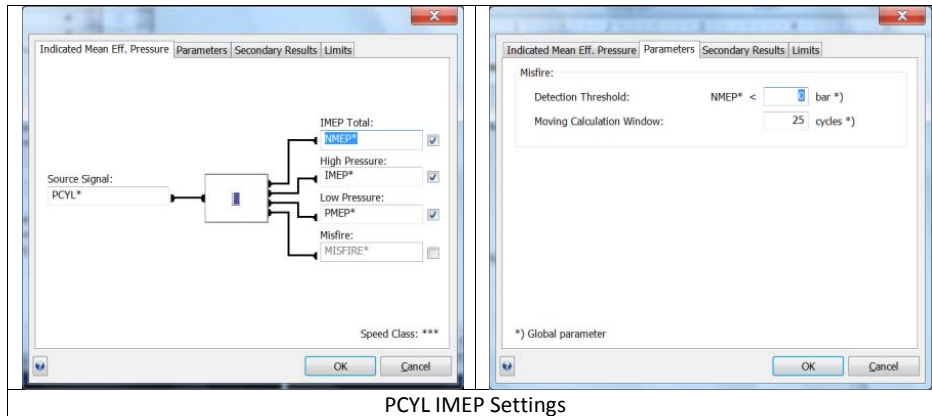 Indicated Mean Eff. Pressure Parameters Secondary Results Limits
IMEP Total:
NMEP*
High Pressure:
IMEP*
Source Signal:
PCYL*
Low Pressure:
PMEP*
Misfire:
MISFIRE*
Speed Class: ***
OK Cancel
Indicated Mean Eff. Pressure Parameters Secondary Results Limits
Misfire:
Detection Threshold: NMEP* < 0 bar *)
Moving Calculation Window: 25 cycles *)
*) Global parameter
OK Cancel
PCYL IMEP Settings